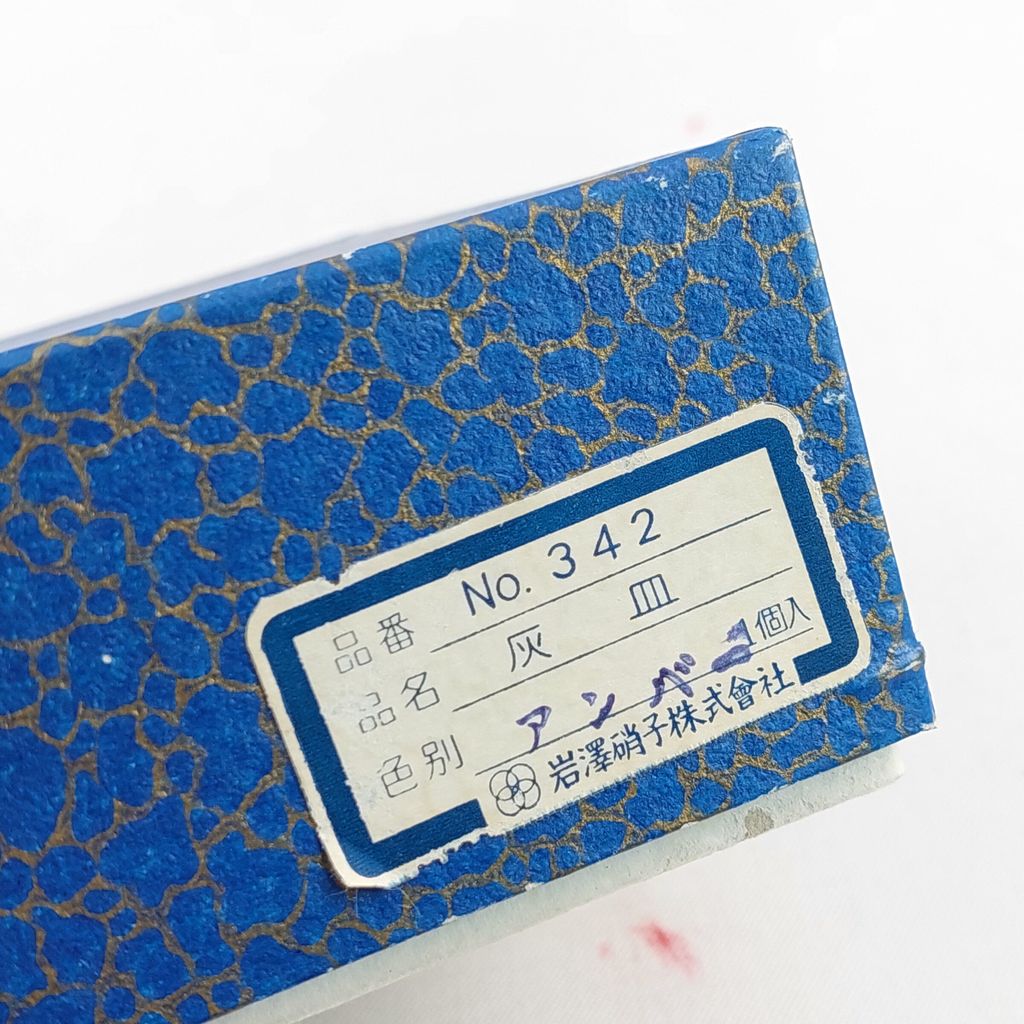 品番 No. 342
品名 灰 皿
色別 アンバー 1個入
岩澤硝子株式會社